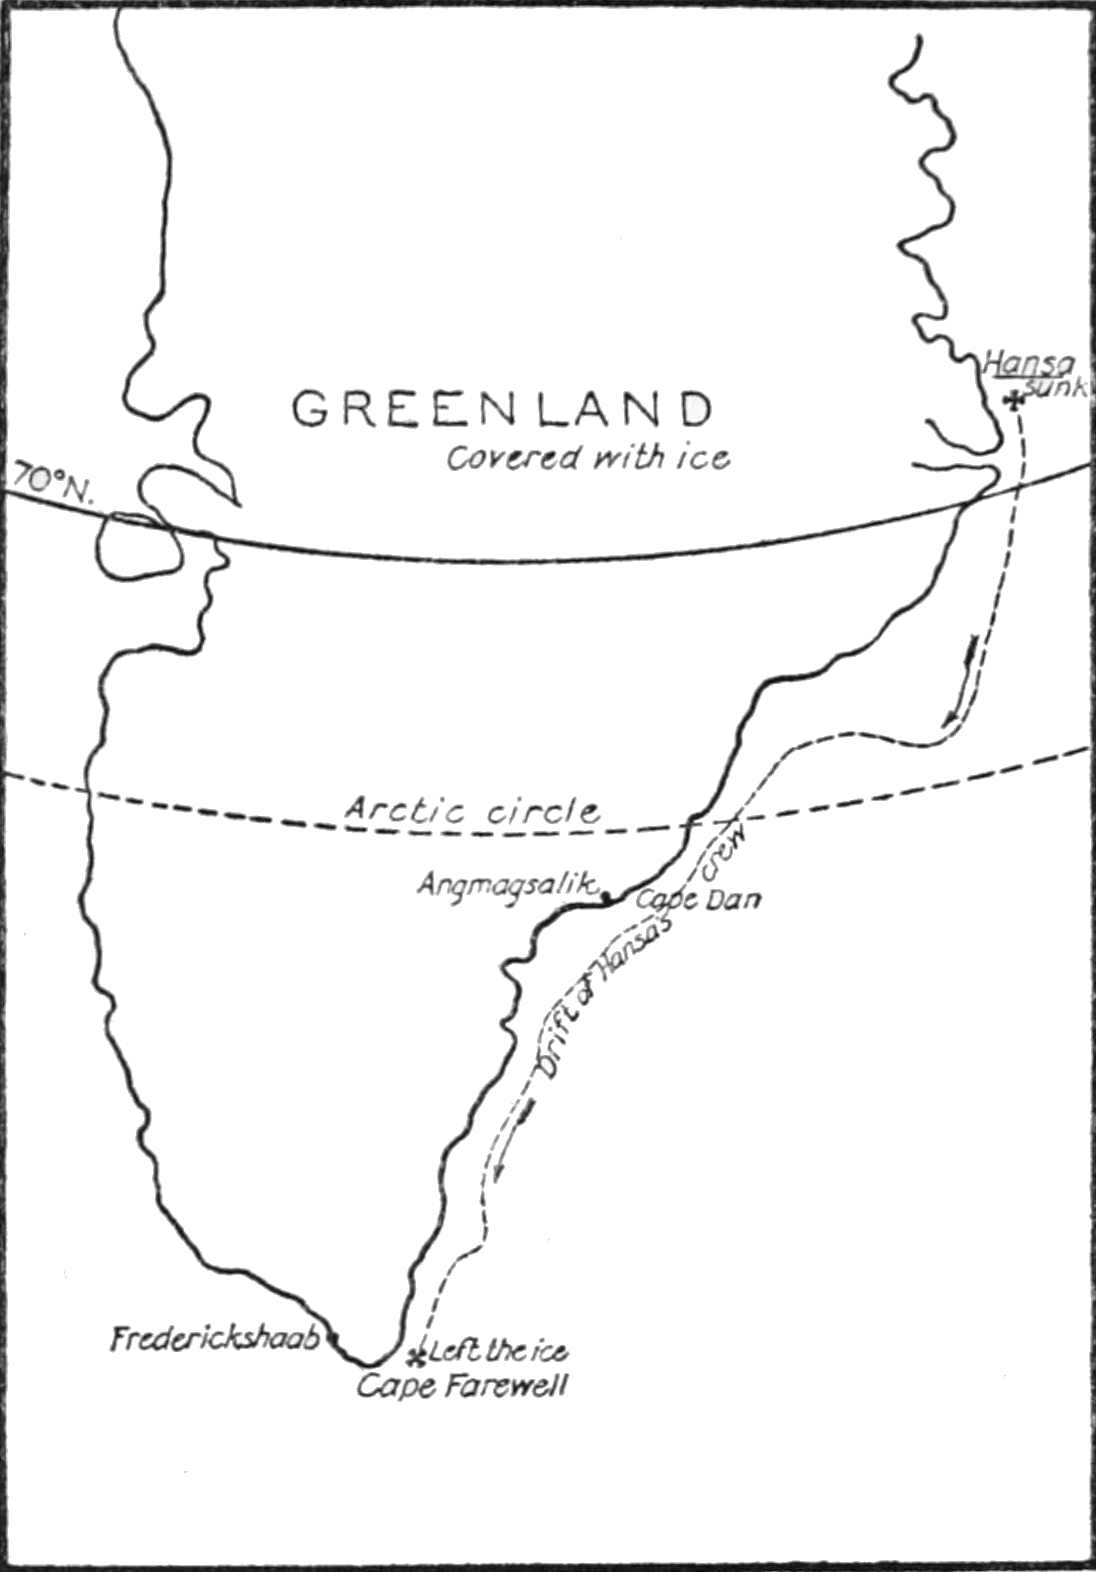 Hansa
sunk
GREENLAND
Covered with ice
70°N.
Arctic circle
Angmagsalik
Cape Dan
Drift of Hansas crew
Frederickshaab
Left the ice
Cape Farewell